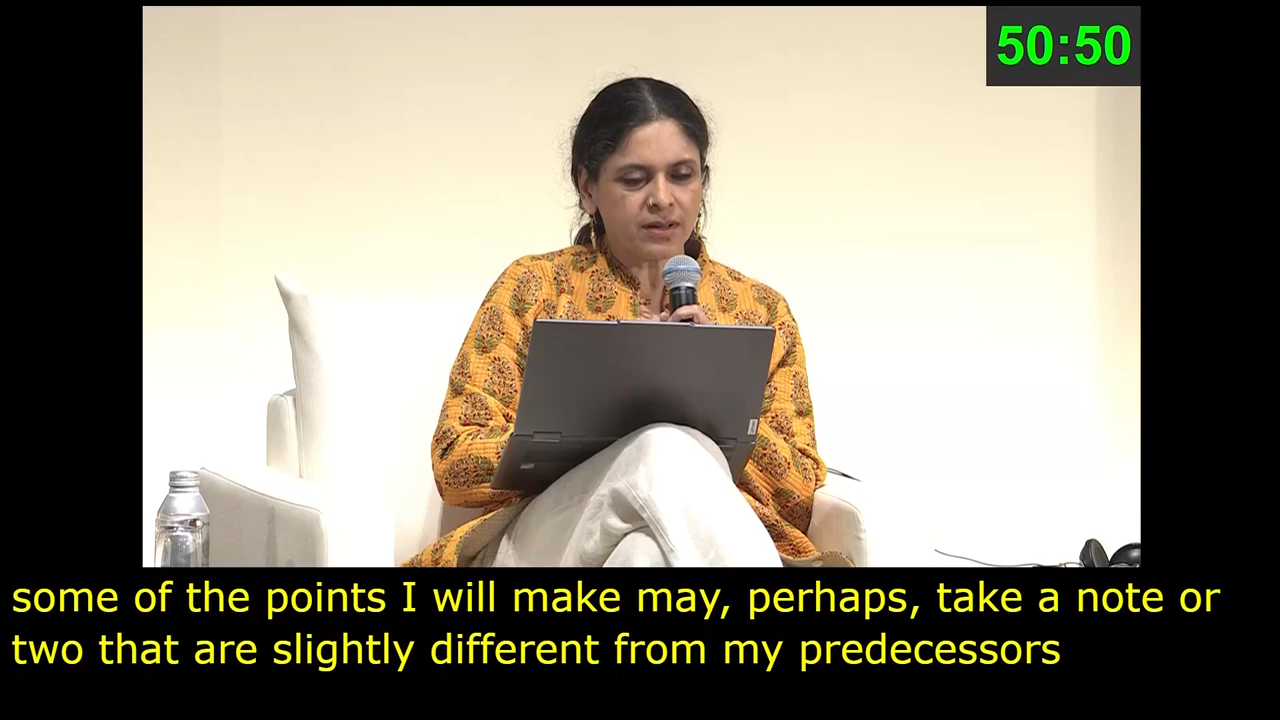 50:50
some of the points I will make may, perhaps, take a note or
two that are slightly different from my predecessors